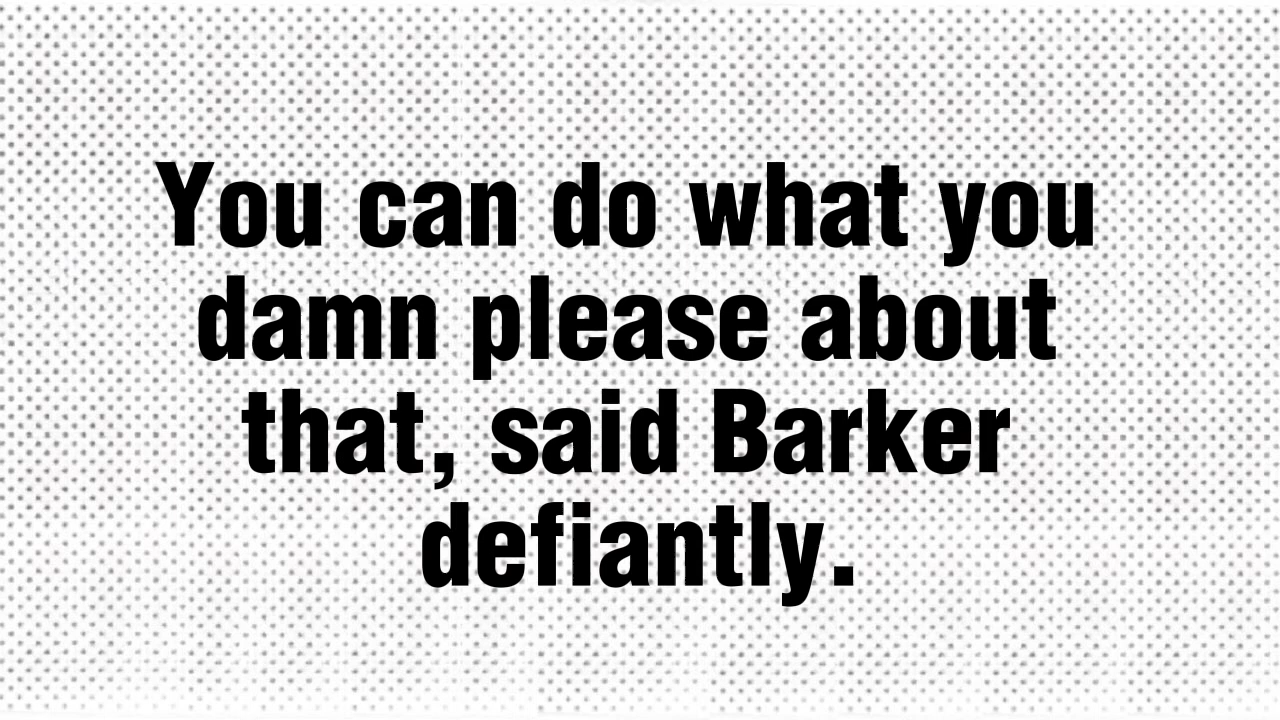 You can do what you
damn please about
that, said Barker
defiantly.